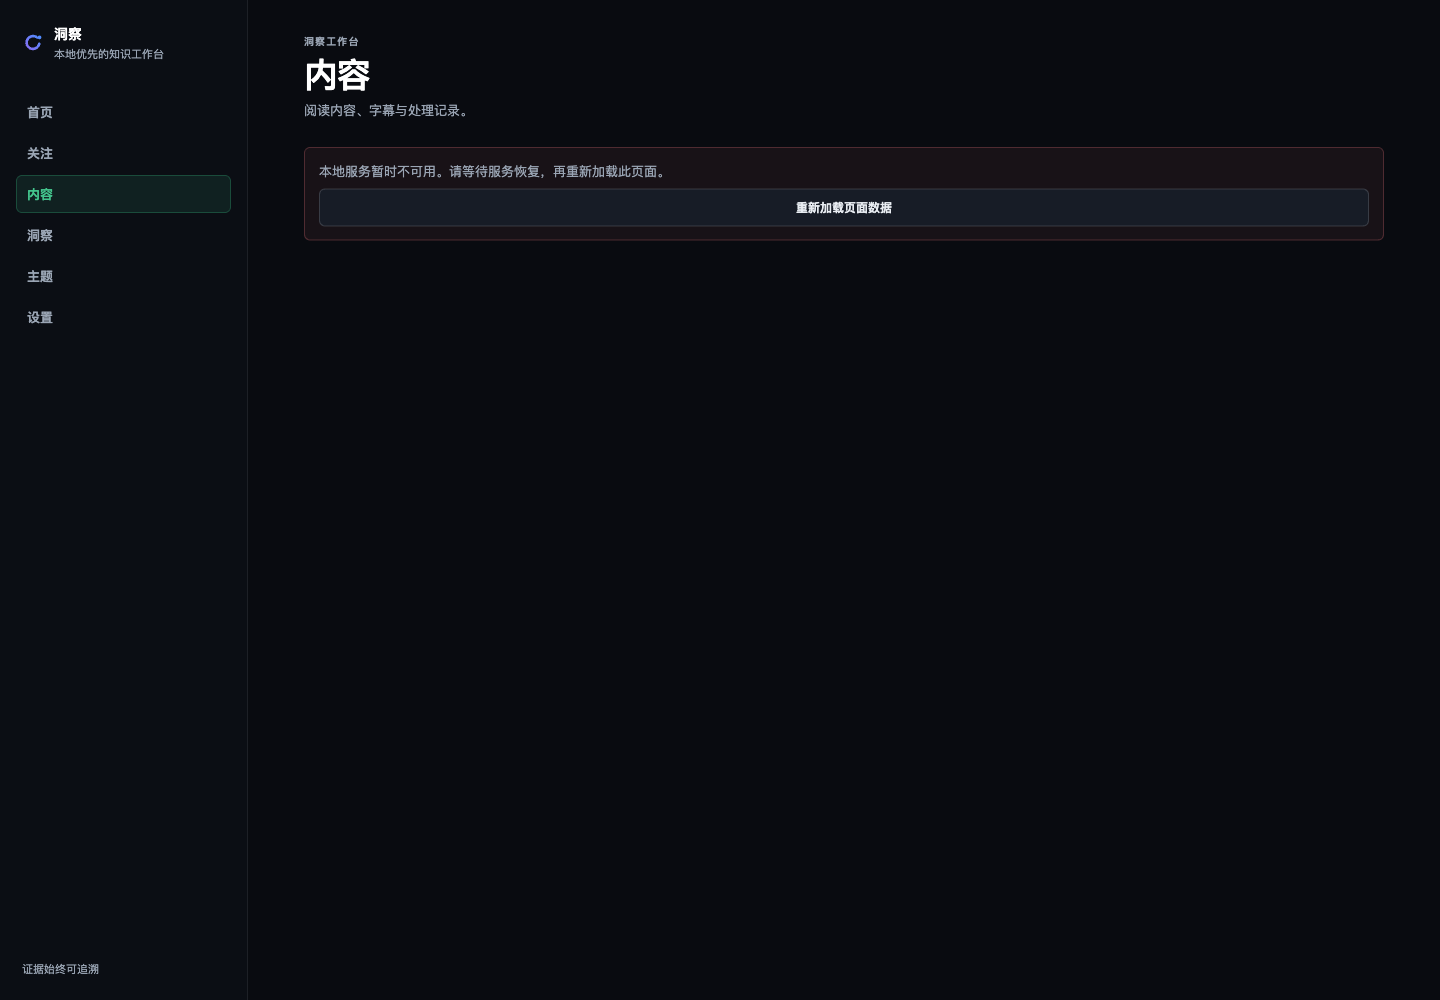 洞察
本地优先的知识工作台
首页
关注
内容
洞察
主题
设置
证据始终可追溯
洞察工作台
内容
阅读内容、字幕与处理记录。
本地服务暂时不可用。请等待服务恢复，再重新加载此页面。
重新加载页面数据